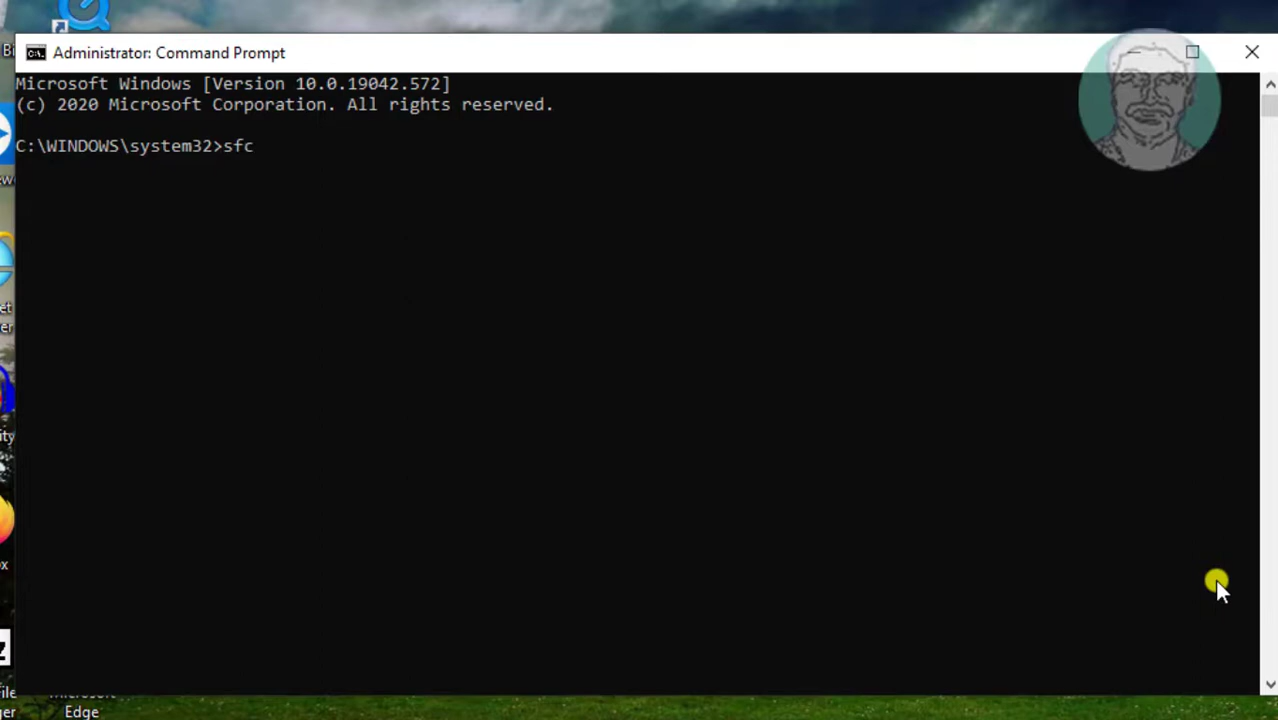 Administrator: Command Prompt
Microsoft Windows [Version 10.0.19042.572]
(c) 2020 Microsoft Corporation. All rights reserved.
C:\WINDOWS\system32>sfc
Edge